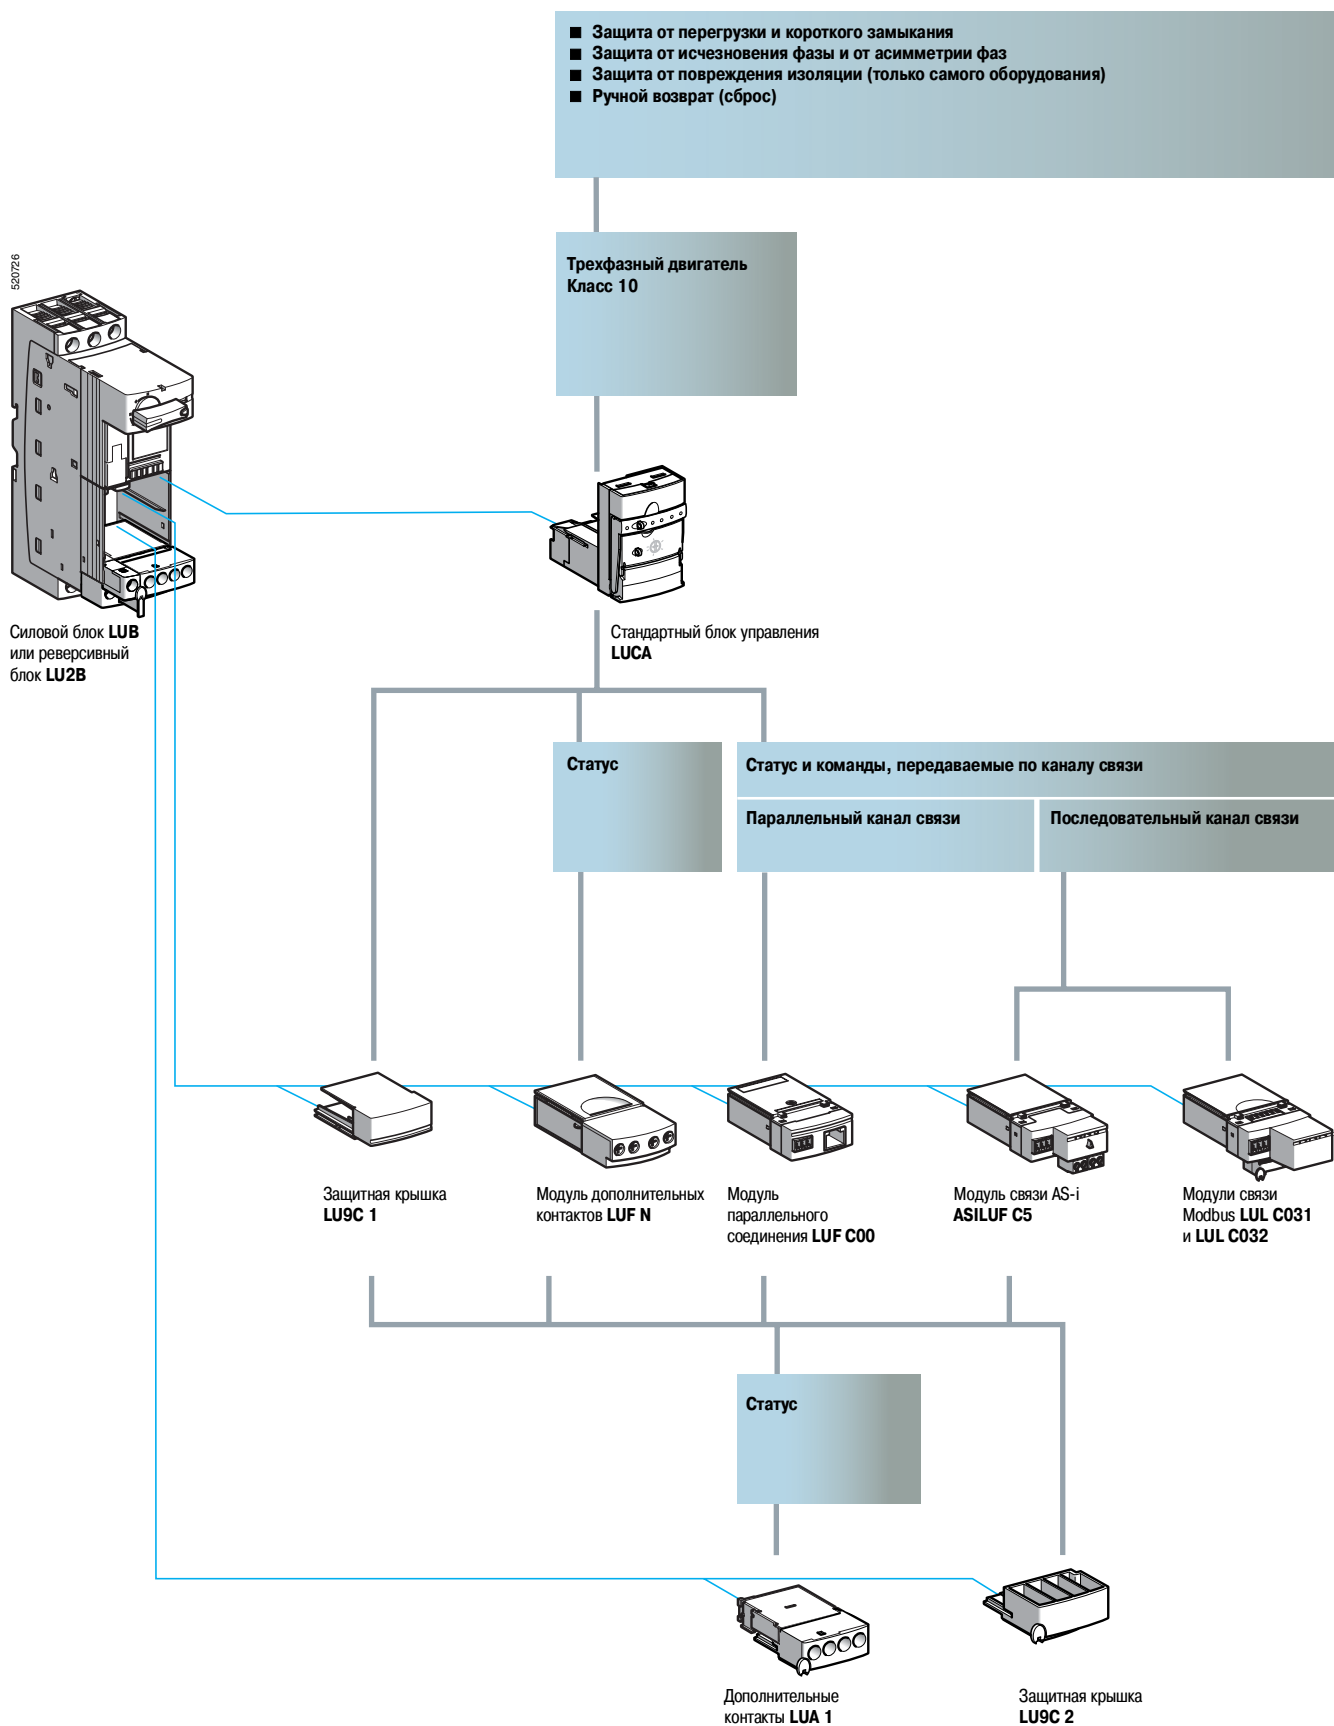 ■ Защита от перегрузки и короткого замыкания
■ Защита от исчезновения фазы и от асимметрии фаз
■ Защита от повреждения изоляции (только самого оборудования)
■ Ручной возврат (сброс)
Трехфазный двигатель
Класс 10
520726
Силовой блок LUB
или реверсивный
блок LU2B
Стандартный блок управления
LUCA
Статус
Статус и команды, передаваемые по каналу связи
Параллельный канал связи
Последовательный канал связи
Защитная крышка
LU9C 1
Модуль дополнительных
контактов LUF N
Модуль
параллельного
соединения LUF C00
Модуль связи AS-i
ASILUF C5
Модули связи
Modbus LUL C031
и LUL C032
Статус
Дополнительные
контакты LUA 1
Защитная крышка
LU9C 2